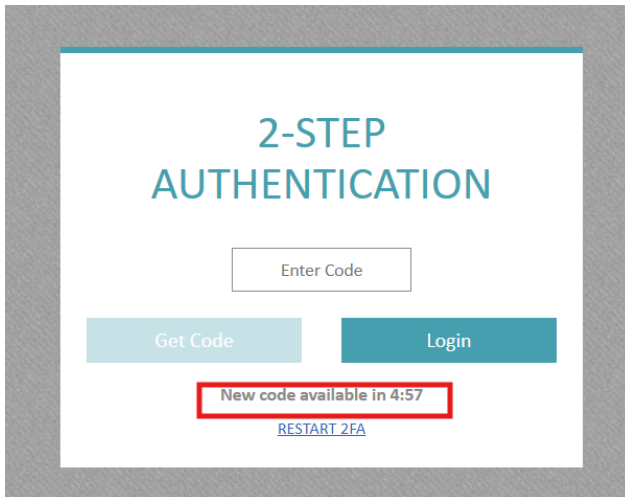 2-STEP
AUTHENTICATION
Enter Code
Get Code
Login
New code available in 4:57
RESTART 2FA